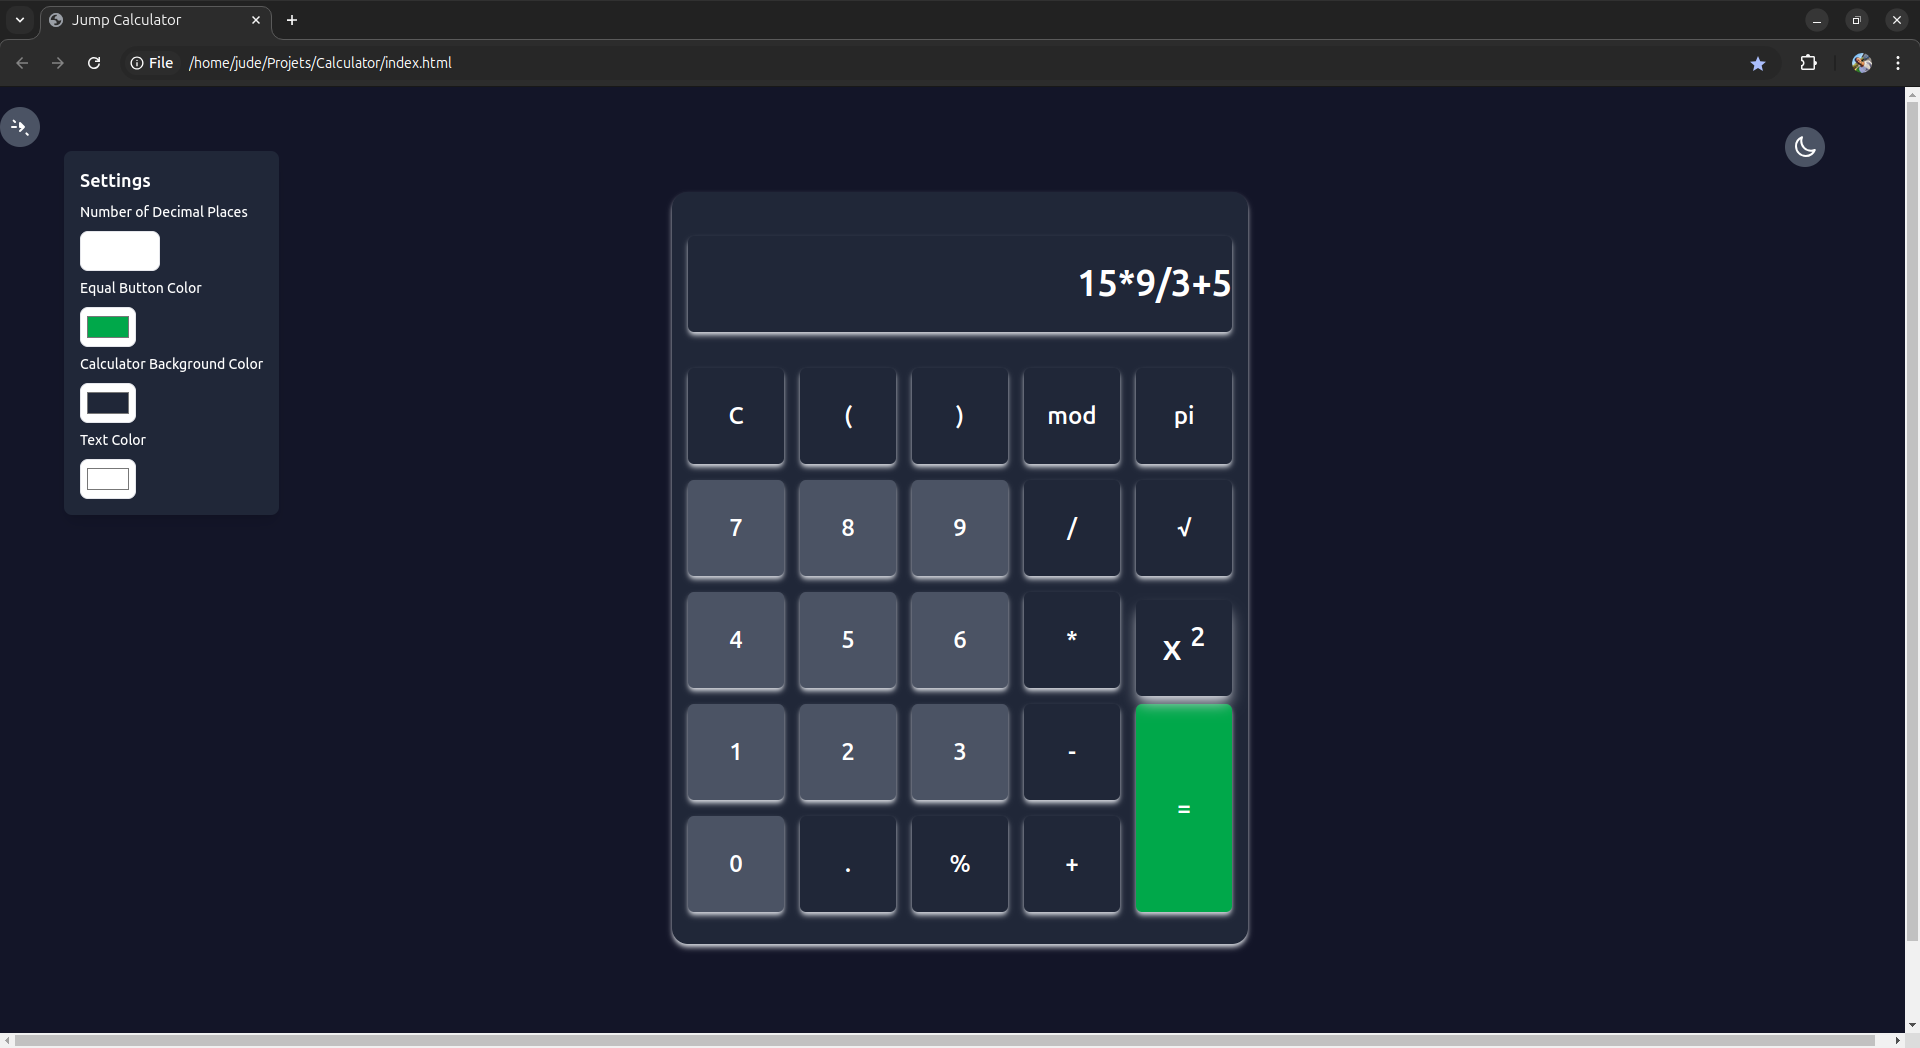 Jump Calculator
File /home/jude/Projets/Calculator/index.html
Settings
Number of Decimal Places
Equal Button Color
Calculator Background Color
Text Color
15*9/3+5
C ( ) mod pi
7 8 9 / √
4 5 6 * x²
1 2 3 -
=
0 . % +